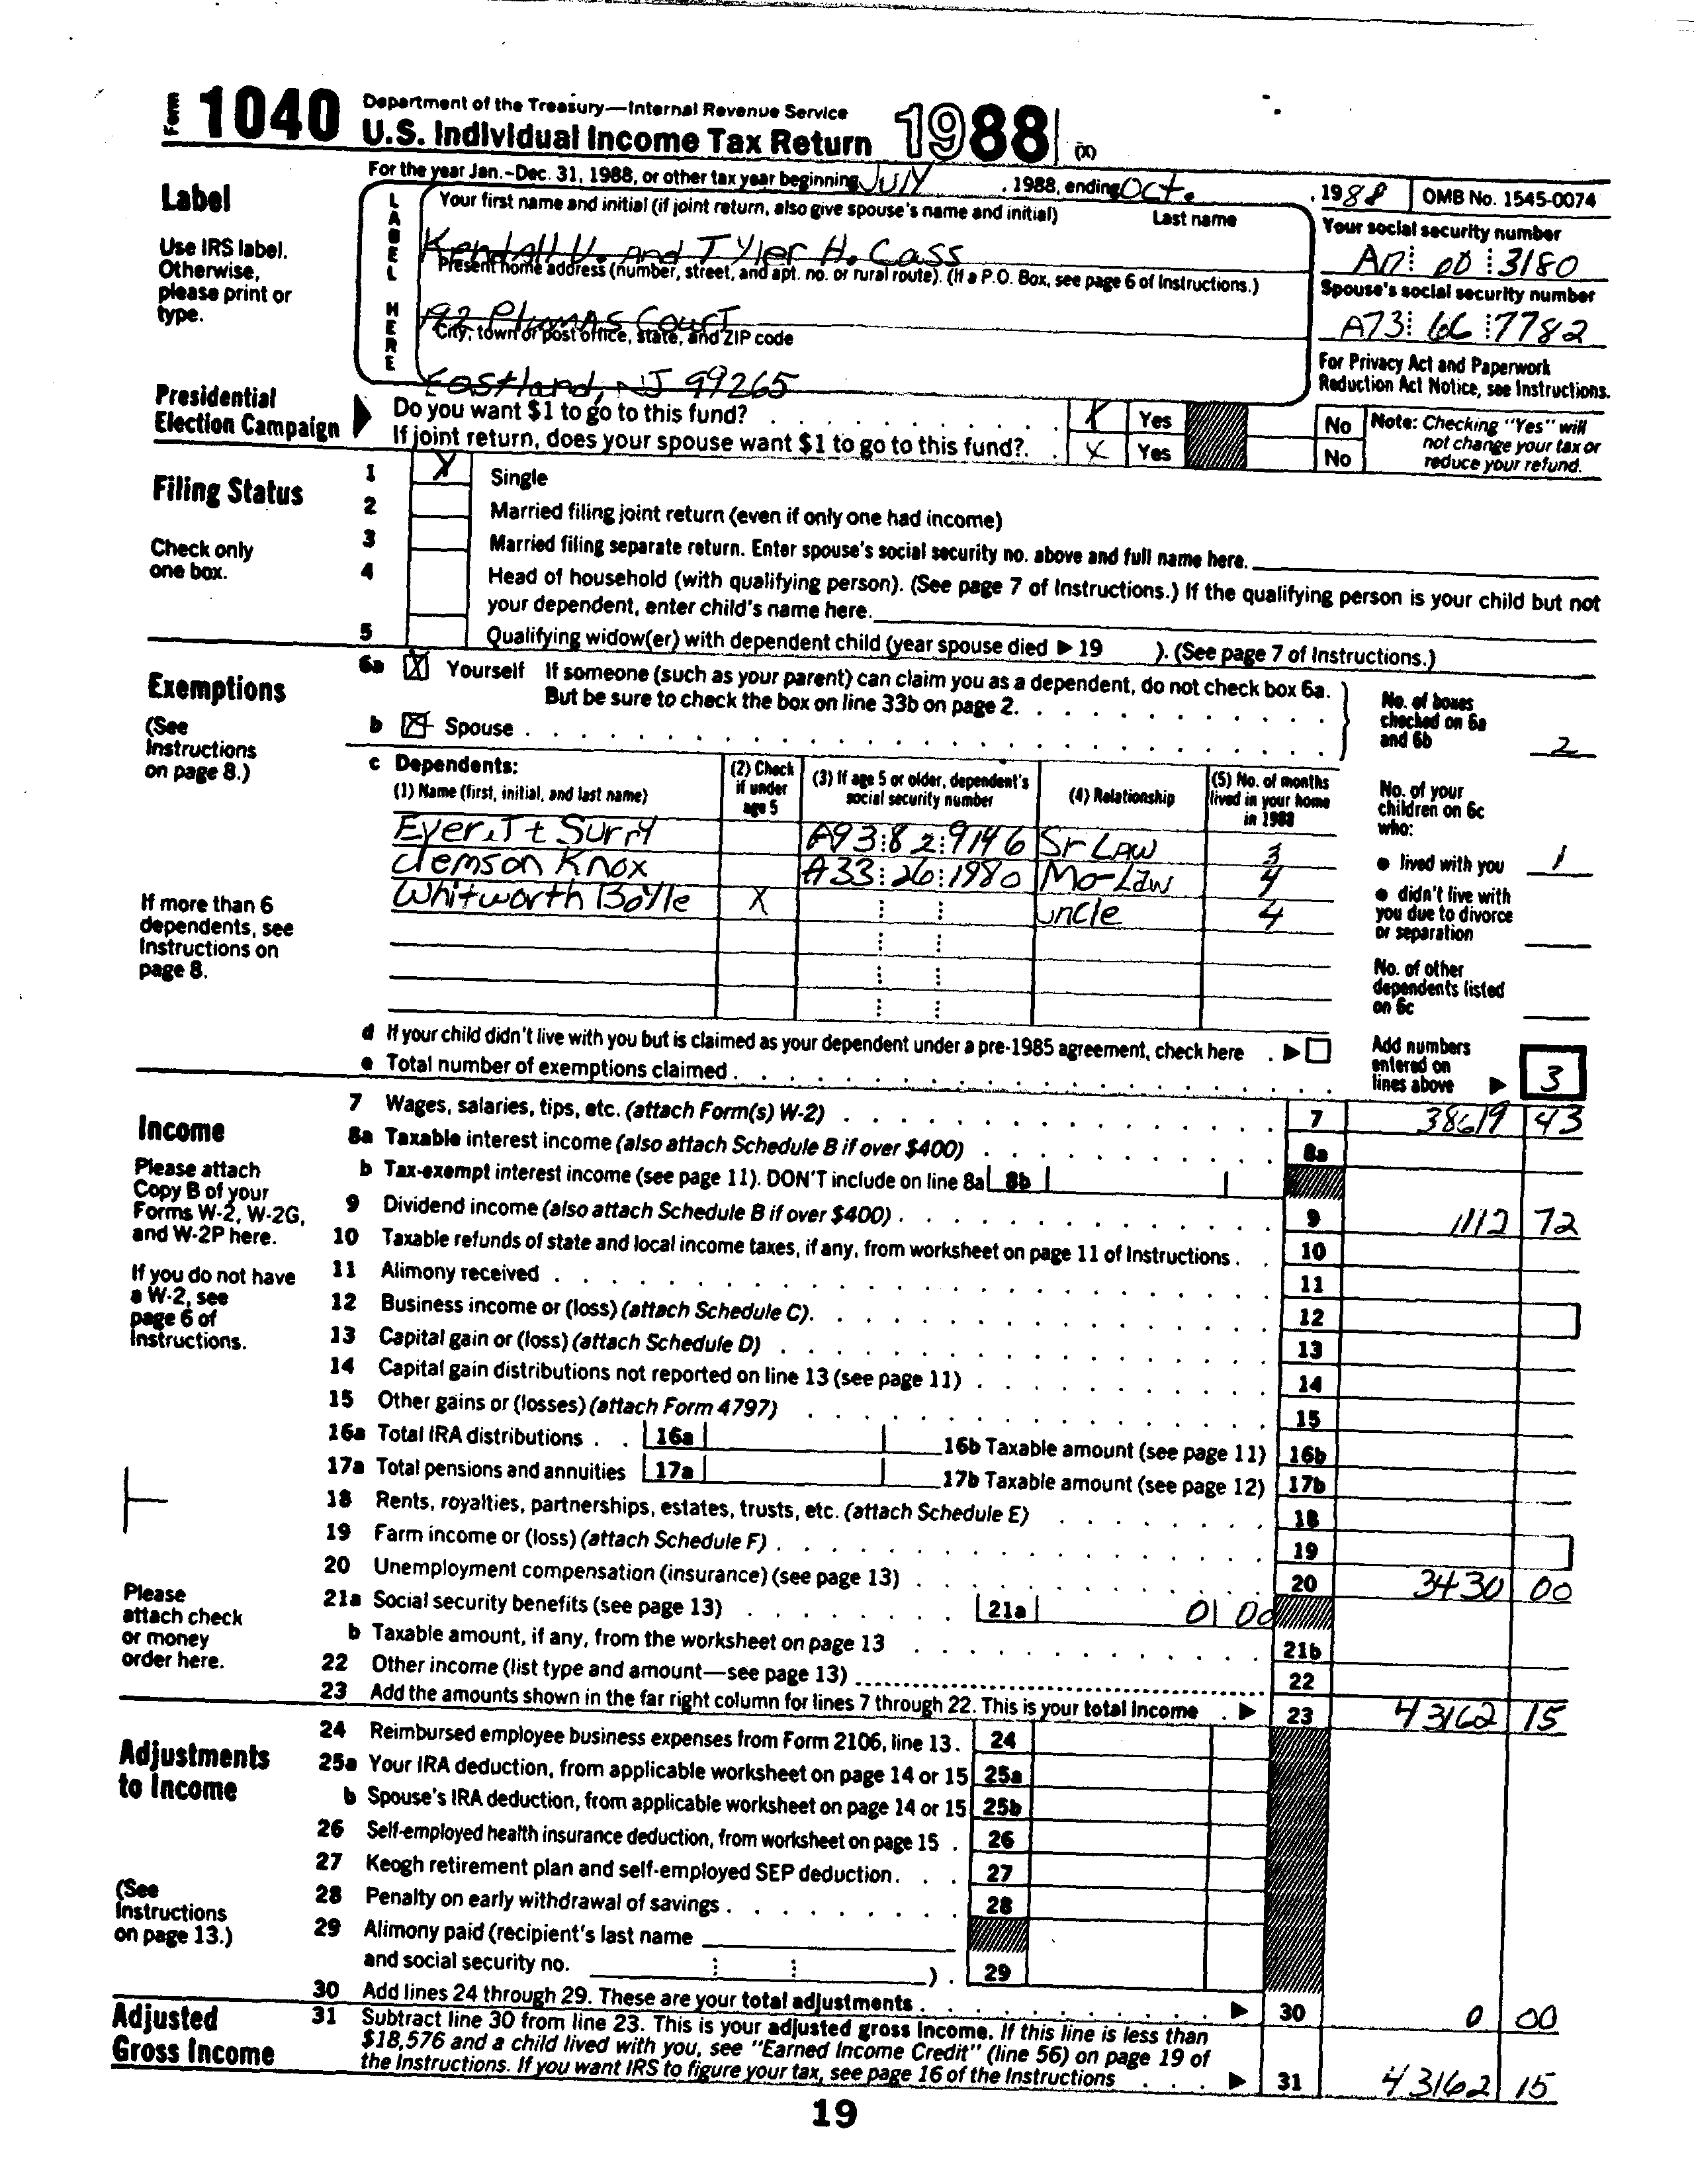 Form 1040 Department of the Treasury—Internal Revenue Service
U.S. Individual Income Tax Return 1988 (X)
For the year Jan.–Dec. 31, 1988, or other tax year beginning July , 1988, ending Oct. , 1988 OMB No. 1545-0074
Label
Use IRS label. Otherwise, please print or type.
LABEL HERE
Your first name and initial (if joint return, also give spouse's name and initial) Last name
Kendall U. and Tyler H. Cass
Your social security number
00 3180
Present home address (number, street, and apt. no. or rural route). (If a P.O. Box, see page 6 of Instructions.)
92 Plumas Court
Spouse's social security number
A73 66 7782
City, town or post office, state, and ZIP code
Eastland, NJ 99265
For Privacy Act and Paperwork Reduction Act Notice, see Instructions.
Presidential Election Campaign
Do you want $1 to go to this fund? X Yes No
If joint return, does your spouse want $1 to go to this fund? X Yes No
Note: Checking "Yes" will not change your tax or reduce your refund.
Filing Status
Check only one box.
1 X Single
2 Married filing joint return (even if only one had income)
3 Married filing separate return. Enter spouse's social security no. above and full name here.
4 Head of household (with qualifying person). (See page 7 of Instructions.) If the qualifying person is your child but not
your dependent, enter child's name here.
5 Qualifying widow(er) with dependent child (year spouse died ▶ 19 ). (See page 7 of Instructions.)
Exemptions
(See Instructions on page 8.)
6a X Yourself If someone (such as your parent) can claim you as a dependent, do not check box 6a.
But be sure to check the box on line 33b on page 2.
b X Spouse
No. of boxes checked on 6a and 6b 2
c Dependents:
(1) Name (first, initial, and last name) (2) Check if under age 5 (3) If age 5 or older, dependent's social security number (4) Relationship (5) No. of months lived in your home in 1988
Everitt Surry A93 82 9146 Sr Law 3
Clemson Knox A33 26 1980 Mo-Law 4
Whitworth Boyle X uncle 4
If more than 6 dependents, see Instructions on page 8.
No. of your children on 6c who:
● lived with you 1
● didn't live with you due to divorce or separation
No. of other dependents listed on 6c
d If your child didn't live with you but is claimed as your dependent under a pre-1985 agreement, check here ▶
e Total number of exemptions claimed
Add numbers entered on lines above ▶ 3
Income
Please attach Copy B of your Forms W-2, W-2G, and W-2P here.
If you do not have a W-2, see page 6 of Instructions.
Please attach check or money order here.
7 Wages, salaries, tips, etc. (attach Form(s) W-2) 7 38619 43
8a Taxable interest income (also attach Schedule B if over $400) 8a
b Tax-exempt interest income (see page 11). DON'T include on line 8a 8b
9 Dividend income (also attach Schedule B if over $400) 9 1112 72
10 Taxable refunds of state and local income taxes, if any, from worksheet on page 11 of Instructions 10
11 Alimony received 11
12 Business income or (loss) (attach Schedule C) 12
13 Capital gain or (loss) (attach Schedule D) 13
14 Capital gain distributions not reported on line 13 (see page 11) 14
15 Other gains or (losses) (attach Form 4797) 15
16a Total IRA distributions 16a 16b Taxable amount (see page 11) 16b
17a Total pensions and annuities 17a 17b Taxable amount (see page 12) 17b
18 Rents, royalties, partnerships, estates, trusts, etc. (attach Schedule E) 18
19 Farm income or (loss) (attach Schedule F) 19
20 Unemployment compensation (insurance) (see page 13) 20 3430 00
21a Social security benefits (see page 13) 21a 0 00
b Taxable amount, if any, from the worksheet on page 13 21b
22 Other income (list type and amount—see page 13) 22
23 Add the amounts shown in the far right column for lines 7 through 22. This is your total income ▶ 23 43162 15
Adjustments to Income
(See Instructions on page 13.)
24 Reimbursed employee business expenses from Form 2106, line 13. 24
25a Your IRA deduction, from applicable worksheet on page 14 or 15 25a
b Spouse's IRA deduction, from applicable worksheet on page 14 or 15 25b
26 Self-employed health insurance deduction, from worksheet on page 15 26
27 Keogh retirement plan and self-employed SEP deduction 27
28 Penalty on early withdrawal of savings 28
29 Alimony paid (recipient's last name
and social security no. ) 29
30 Add lines 24 through 29. These are your total adjustments ▶ 30 0 00
Adjusted Gross Income
31 Subtract line 30 from line 23. This is your adjusted gross income. If this line is less than
$18,576 and a child lived with you, see "Earned Income Credit" (line 56) on page 19 of
the Instructions. If you want IRS to figure your tax, see page 16 of the Instructions ▶ 31 43162 15
19